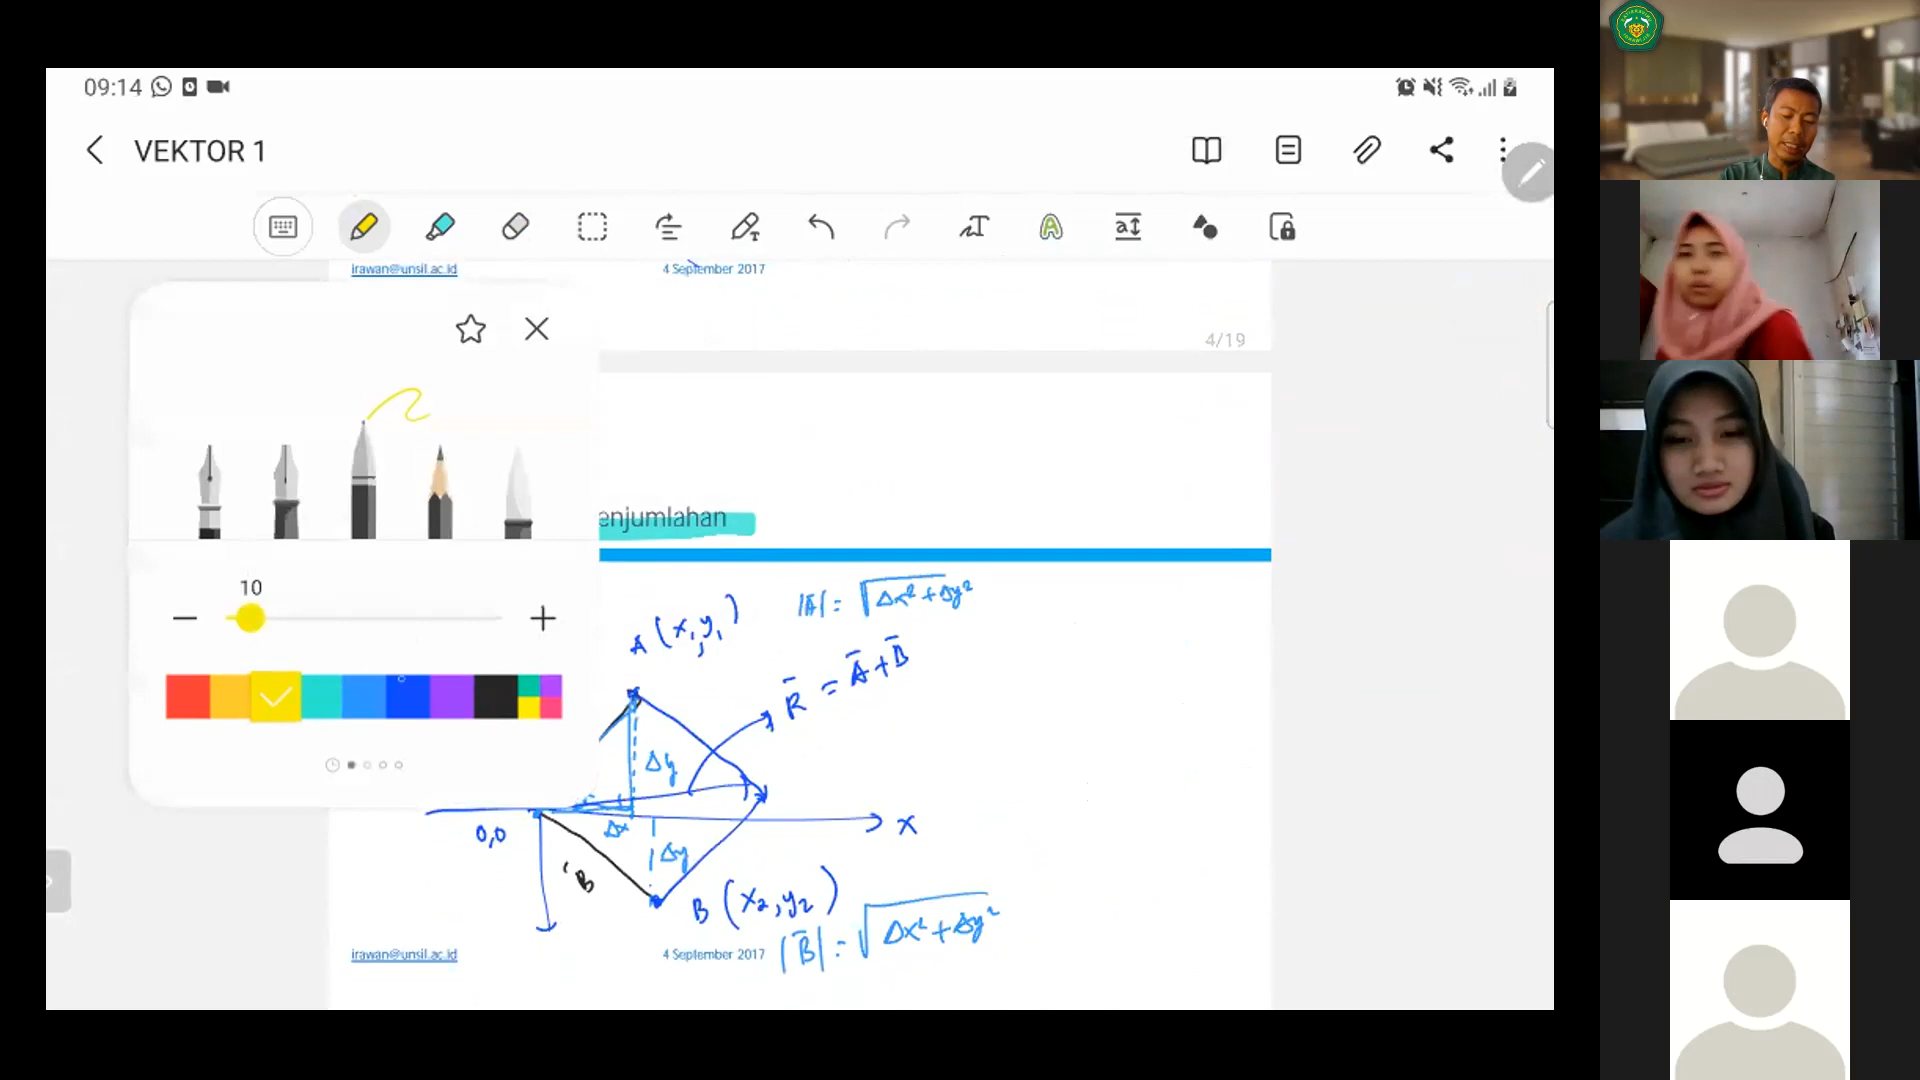 09:14
VEKTOR 1
irawan@unsil.ac.id
4 September 2017
4/19
enjumlahan
10
|Ā| = √Δx² + Δy²
A (x₁, y₁)
R̄ = Ā + B̄
Δy
Δx
0,0
x
Δy
B
B (x₂, y₂)
|B̄| = √Δx² + Δy²
irawan@unsil.ac.id
4 September 2017